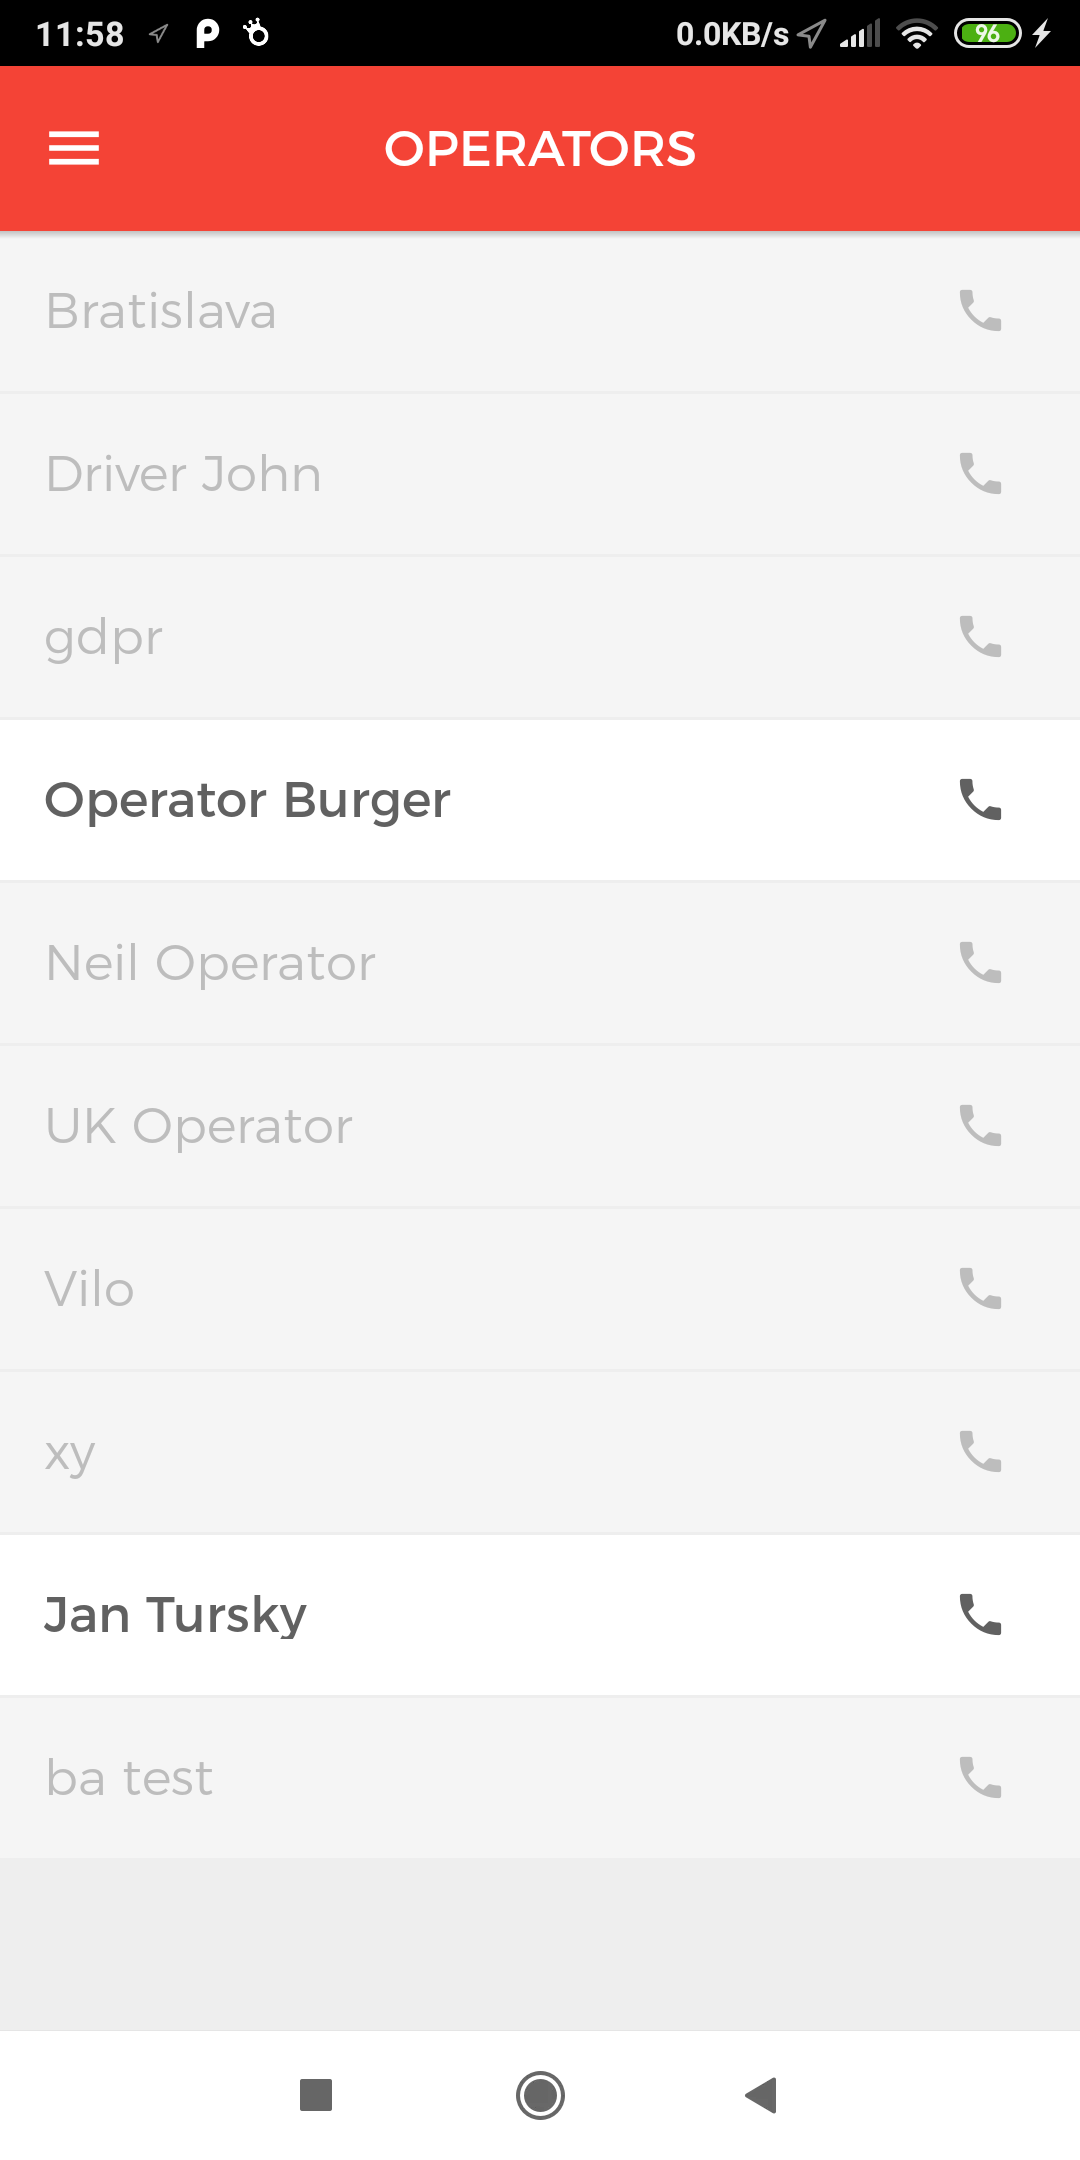 11:58 0.0KB/s 96
OPERATORS
Bratislava
Driver John
gdpr
Operator Burger
Neil Operator
UK Operator
Vilo
xy
Jan Tursky
ba test